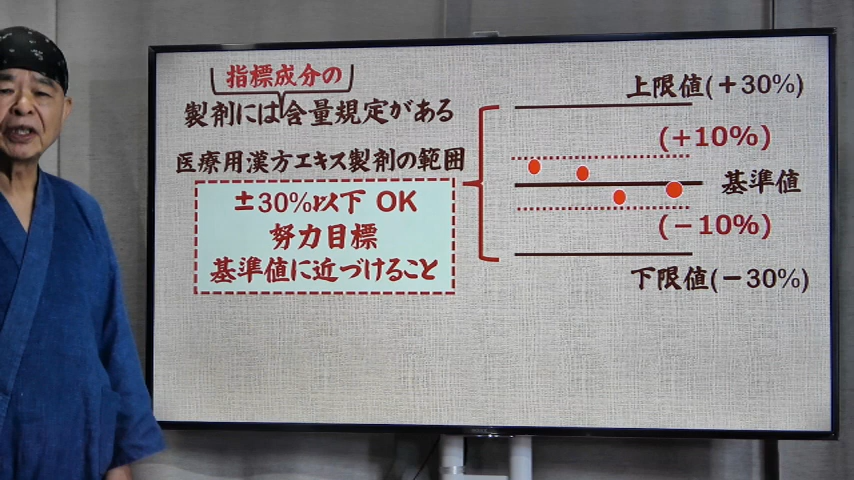 指標成分の
製剤には含量規定がある
医療用漢方エキス製剤の範囲
±30%以下 OK
努力目標
基準値に近づけること
上限値(+30%)
(+10%)
基準値
(-10%)
下限値(-30%)